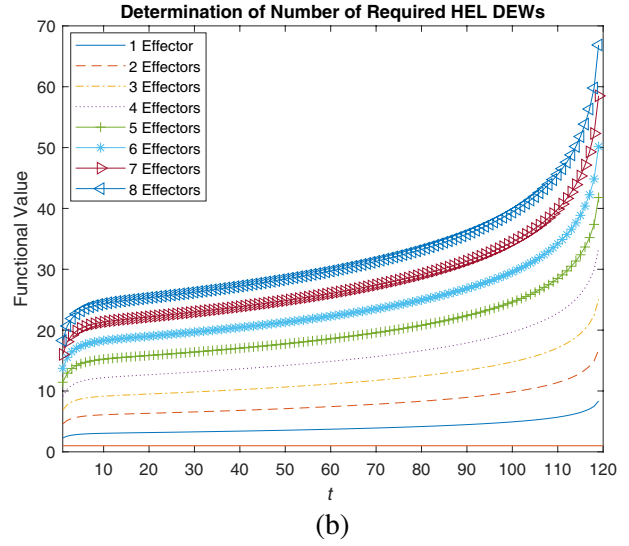 Determination of Number of Required HEL DEWs
70
60
50
40
30
20
10
0
Functional Value
1 Effector
2 Effectors
3 Effectors
4 Effectors
5 Effectors
6 Effectors
7 Effectors
8 Effectors
10 20 30 40 50 60 70 80 90 100 110 120
t
(b)